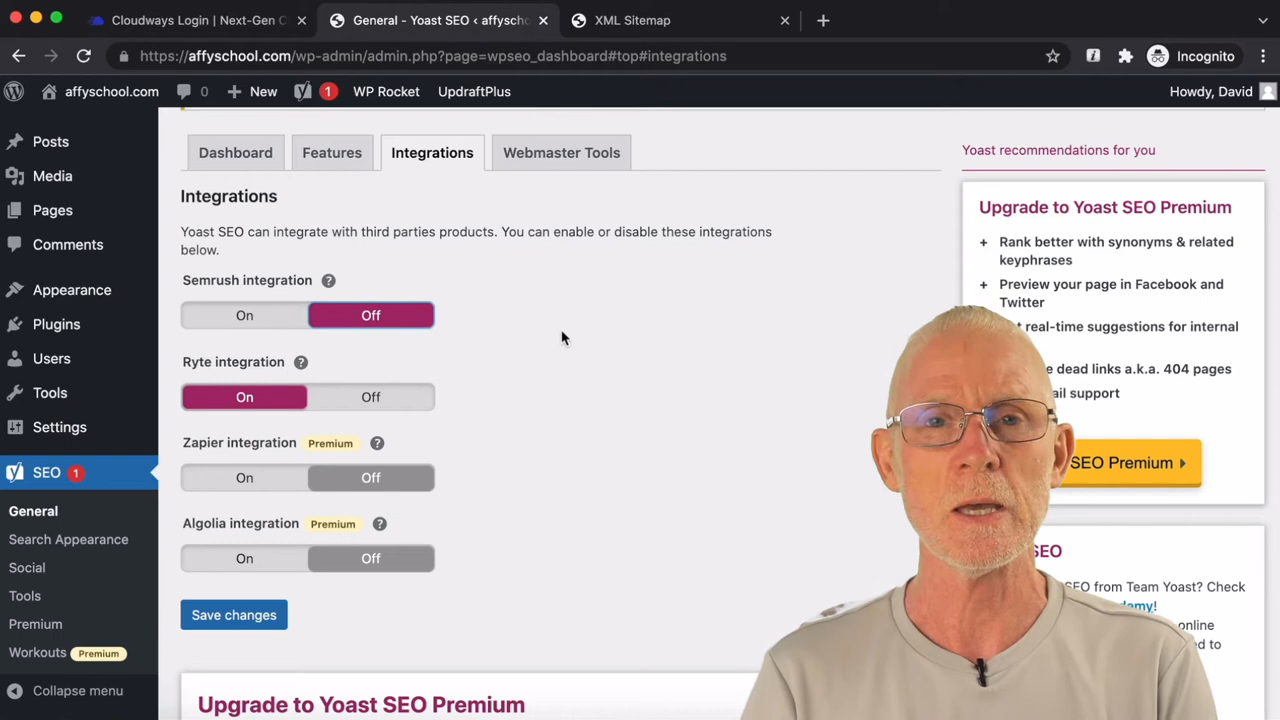 Cloudways Login | Next-Gen C
General - Yoast SEO ‹ affyscho
XML Sitemap
https://affyschool.com/wp-admin/admin.php?page=wpseo_dashboard#top#integrations
Incognito
affyschool.com
0
New
1
WP Rocket
UpdraftPlus
Howdy, David
Posts
Media
Pages
Comments
Appearance
Plugins
Users
Tools
Settings
SEO 1
General
Search Appearance
Social
Tools
Premium
Workouts Premium
Collapse menu
Dashboard
Features
Integrations
Webmaster Tools
Integrations
Yoast SEO can integrate with third parties products. You can enable or disable these integrations
below.
Semrush integration
On Off
Ryte integration
On Off
Zapier integration Premium
On Off
Algolia integration Premium
On Off
Save changes
Upgrade to Yoast SEO Premium
Yoast recommendations for you
Upgrade to Yoast SEO Premium
+ Rank better with synonyms & related
keyphrases
+ Preview your page in Facebook and
Twitter
real-time suggestions for internal
dead links a.k.a. 404 pages
support
SEO Premium
SEO
SEO from Team Yoast? Check
online
to